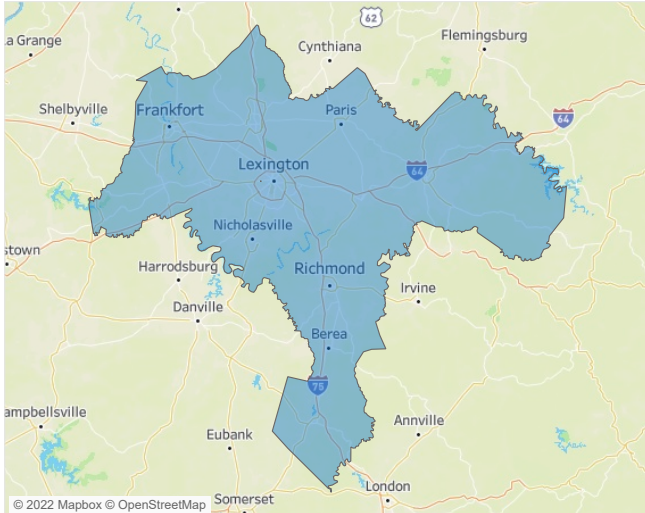 62
a Grange
Cynthiana
Flemingsburg
Shelbyville
Frankfort
Paris
64
Lexington
64
Nicholasville
stown
Harrodsburg
Richmond
Irvine
Danville
Berea
75
ampbellsville
Eubank
Annville
London
Somerset
© 2022 Mapbox © OpenStreetMap